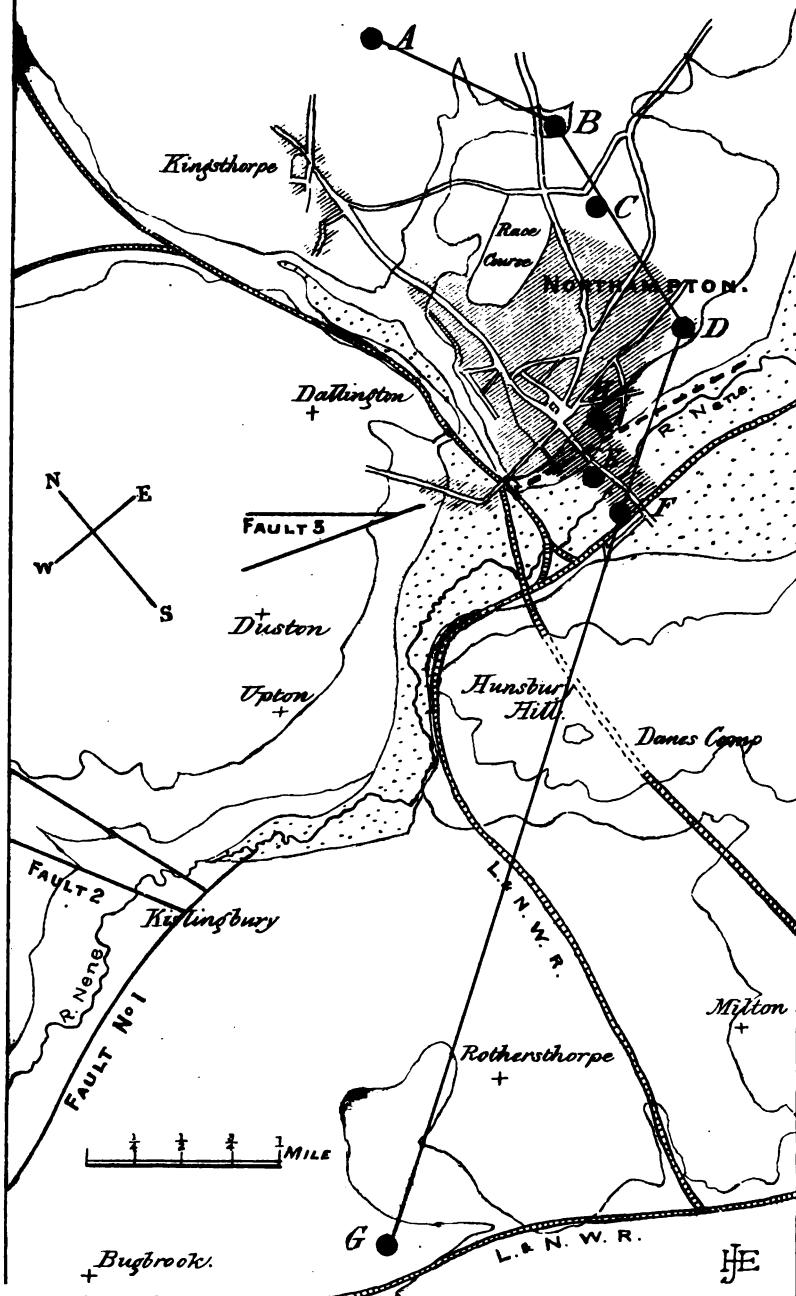 A
B
Kingsthorpe
C
Race
Course
NORTHAMPTON.
D
Dallington
R. Nene.
N
E
FAULT 3
F
W
S
Duston
Upton
Hunsbury
Hill.
Danes Camp
FAULT 2
L. & N. W. R.
Kislingbury
R. Nene
FAULT No 1
Milton
Rothersthorpe
1/4 1/2 3/4 1 MILE
G
L. & N. W. R.
Bugbrook.
HJE